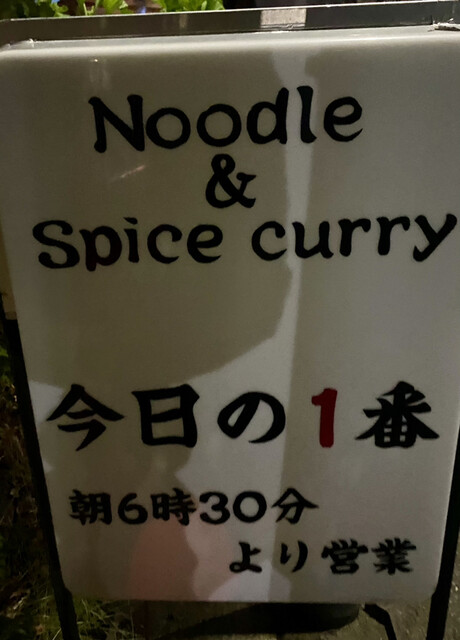 Noodle
&
Spice curry
今日の1番
朝6時30分
より営業